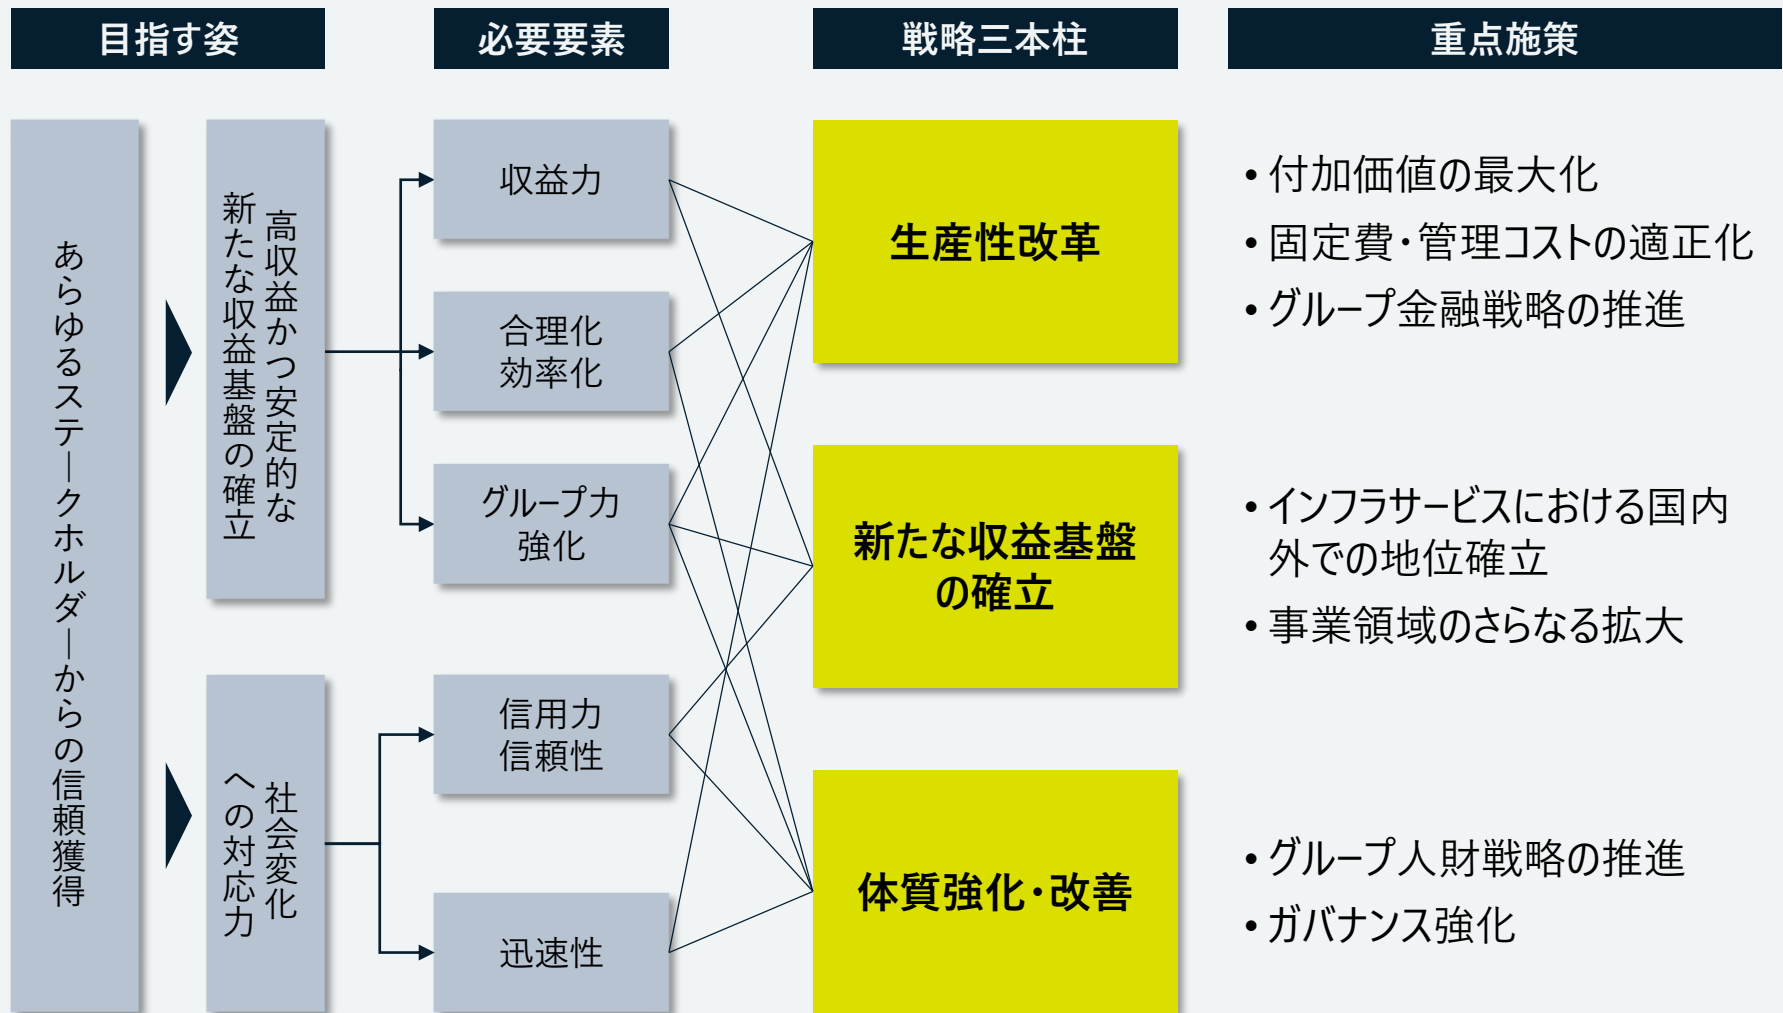 目指す姿
必要要素
戦略三本柱
重点施策
あらゆるステークホルダーからの信頼獲得
高収益かつ安定的な
新たな収益基盤の確立
社会変化
への対応力
収益力
合理化
効率化
グループ力
強化
信用力
信頼性
迅速性
生産性改革
新たな収益基盤
の確立
体質強化・改善
• 付加価値の最大化
• 固定費・管理コストの適正化
• グループ金融戦略の推進
• インフラサービスにおける国内
外での地位確立
• 事業領域のさらなる拡大
• グループ人財戦略の推進
• ガバナンス強化